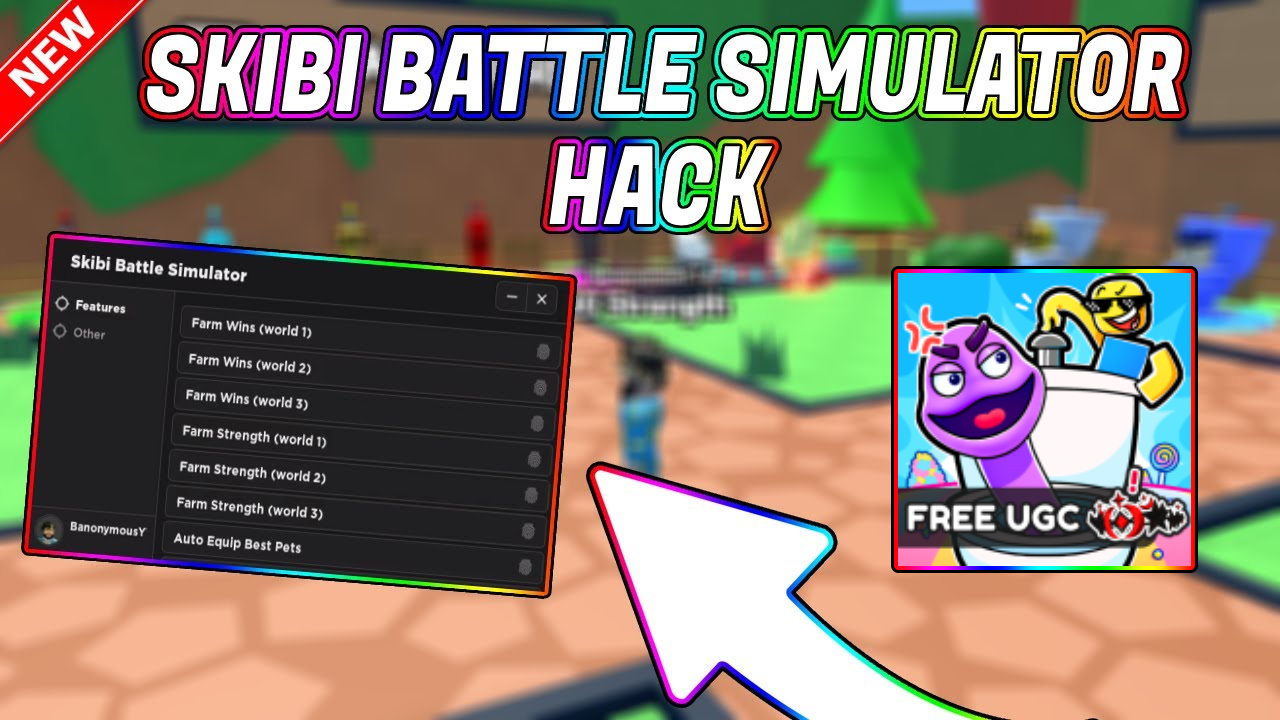 NEW
SKIBI BATTLE SIMULATOR
HACK
Skibi Battle Simulator
Features
Other
Farm Wins (world 1)
Farm Wins (world 2)
Farm Wins (world 3)
Farm Strength (world 1)
Farm Strength (world 2)
Farm Strength (world 3)
Auto Equip Best Pets
BanonymousY
Strength
FREE UGC